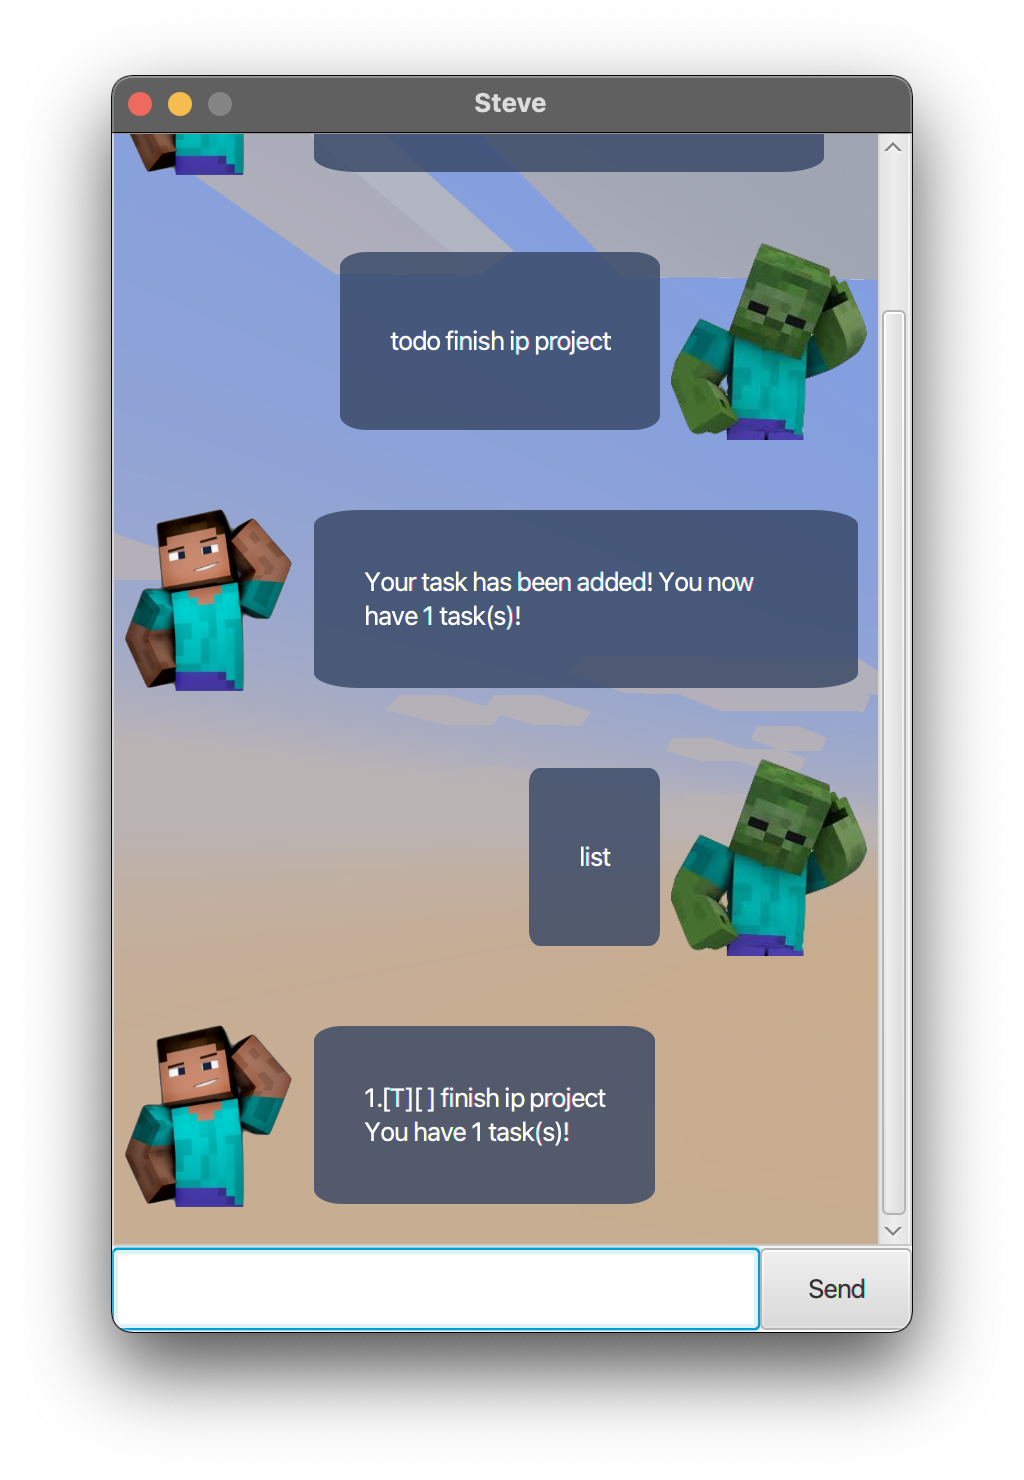 Steve
todo finish ip project
Your task has been added! You now
have 1 task(s)!
list
1.[T][ ] finish ip project
You have 1 task(s)!
Send